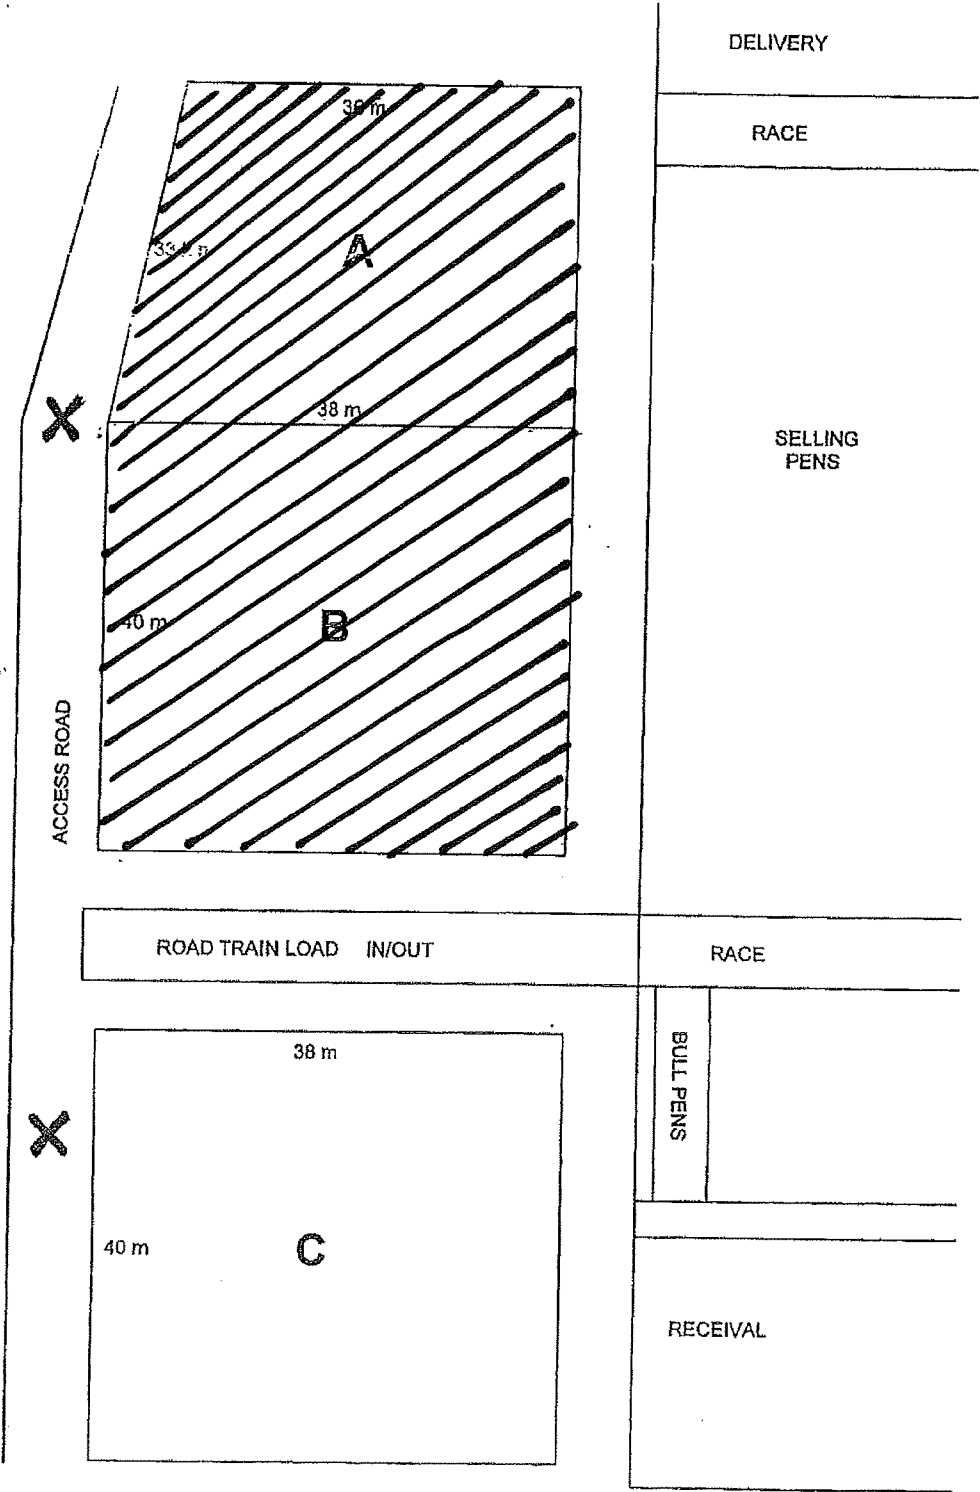 DELIVERY
RACE
A
38 m
SELLING
PENS
40 m
B
ACCESS ROAD
ROAD TRAIN LOAD IN/OUT
RACE
38 m
BULL PENS
40 m
C
RECEIVAL